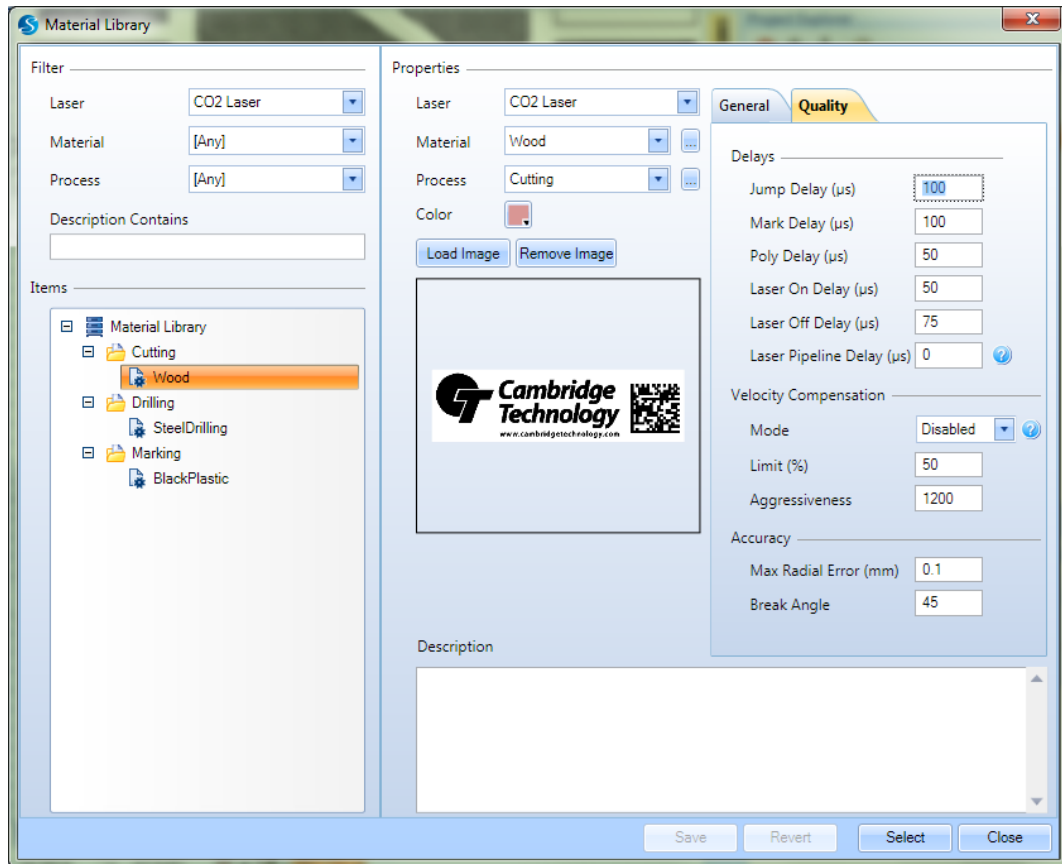 Material Library
Filter
Laser CO2 Laser
Material [Any]
Process [Any]
Description Contains
Items
Material Library
Cutting
Wood
Drilling
SteelDrilling
Marking
BlackPlastic
Properties
Laser CO2 Laser
Material Wood ...
Process Cutting ...
Color
Load Image Remove Image
Cambridge
Technology
www.cambridgetechnology.com
General Quality
Delays
Jump Delay (µs) 100
Mark Delay (µs) 100
Poly Delay (µs) 50
Laser On Delay (µs) 50
Laser Off Delay (µs) 75
Laser Pipeline Delay (µs) 0 ?
Velocity Compensation
Mode Disabled ?
Limit (%) 50
Aggressiveness 1200
Accuracy
Max Radial Error (mm) 0.1
Break Angle 45
Description
Save Revert Select Close